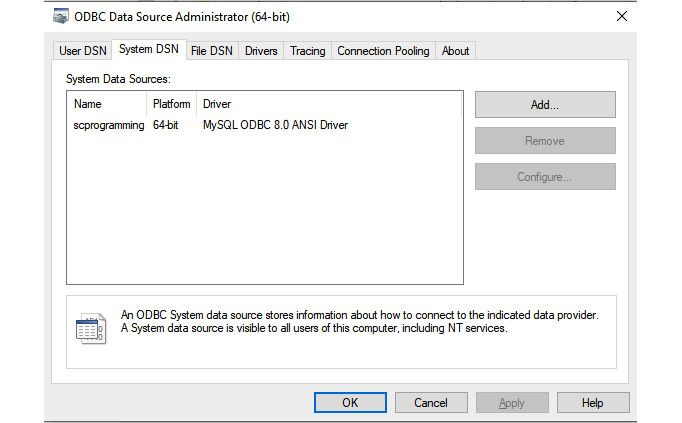 ODBC Data Source Administrator (64-bit)
User DSN System DSN File DSN Drivers Tracing Connection Pooling About
System Data Sources:
Name Platform Driver
scprogramming 64-bit MySQL ODBC 8.0 ANSI Driver
Add...
Remove
Configure...
An ODBC System data source stores information about how to connect to the indicated data provider.
A System data source is visible to all users of this computer, including NT services.
OK Cancel Apply Help